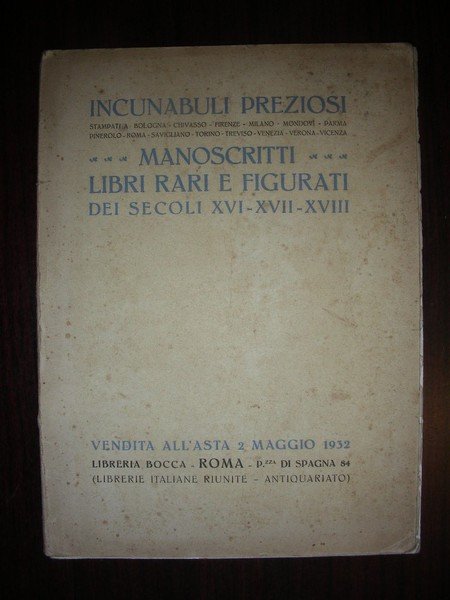 INCUNABULI PREZIOSI
STAMPATI A BOLOGNA - CHIVASSO - FIRENZE - MILANO - MONDOVÌ - PARMA
PINEROLO - ROMA - SAVIGLIANO - TORINO - TREVISO - VENEZIA - VERONA - VICENZA
MANOSCRITTI
LIBRI RARI E FIGURATI
DEI SECOLI XVI - XVII - XVIII
VENDITA ALL'ASTA 2 MAGGIO 1932
LIBRERIA BOCCA - ROMA - P.ZZA DI SPAGNA 84
(LIBRERIE ITALIANE RIUNITE - ANTIQUARIATO)